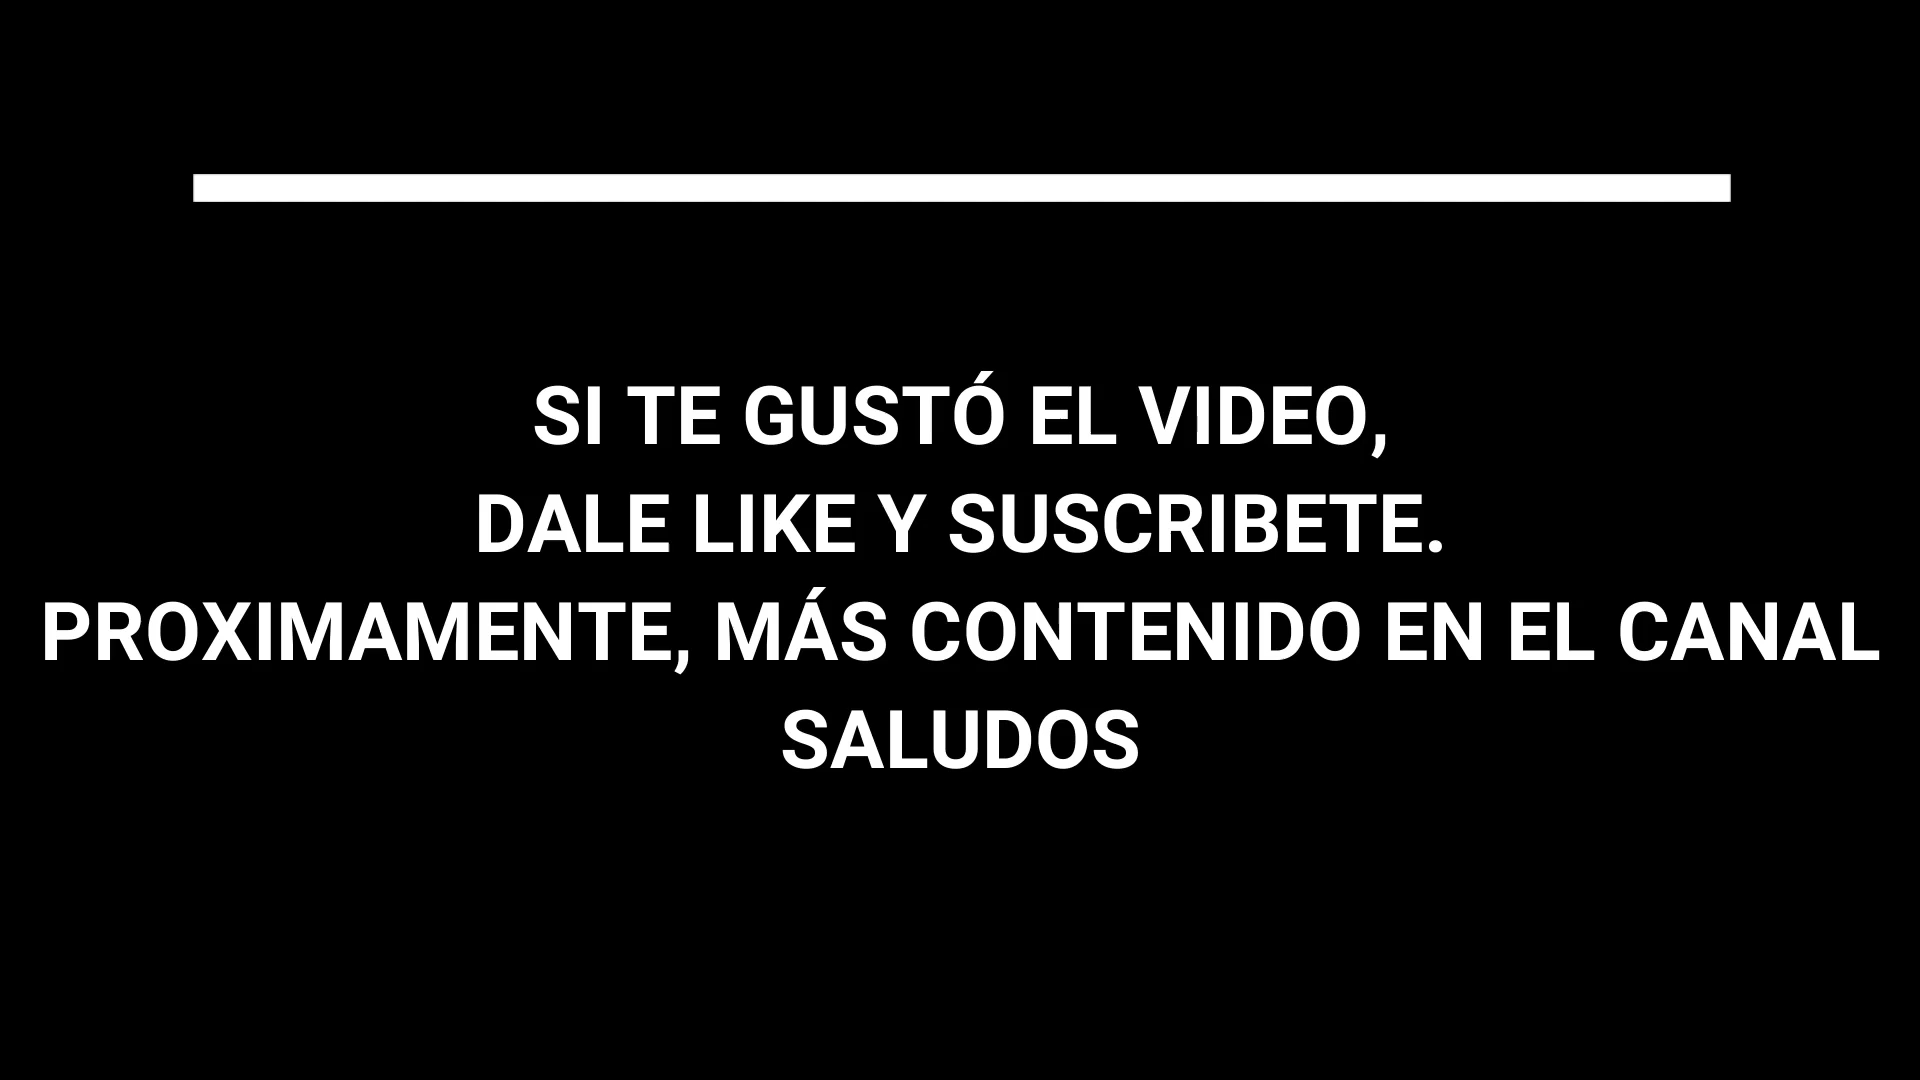 SI TE GUSTÓ EL VIDEO,
DALE LIKE Y SUSCRIBETE.
PROXIMAMENTE, MÁS CONTENIDO EN EL CANAL
SALUDOS